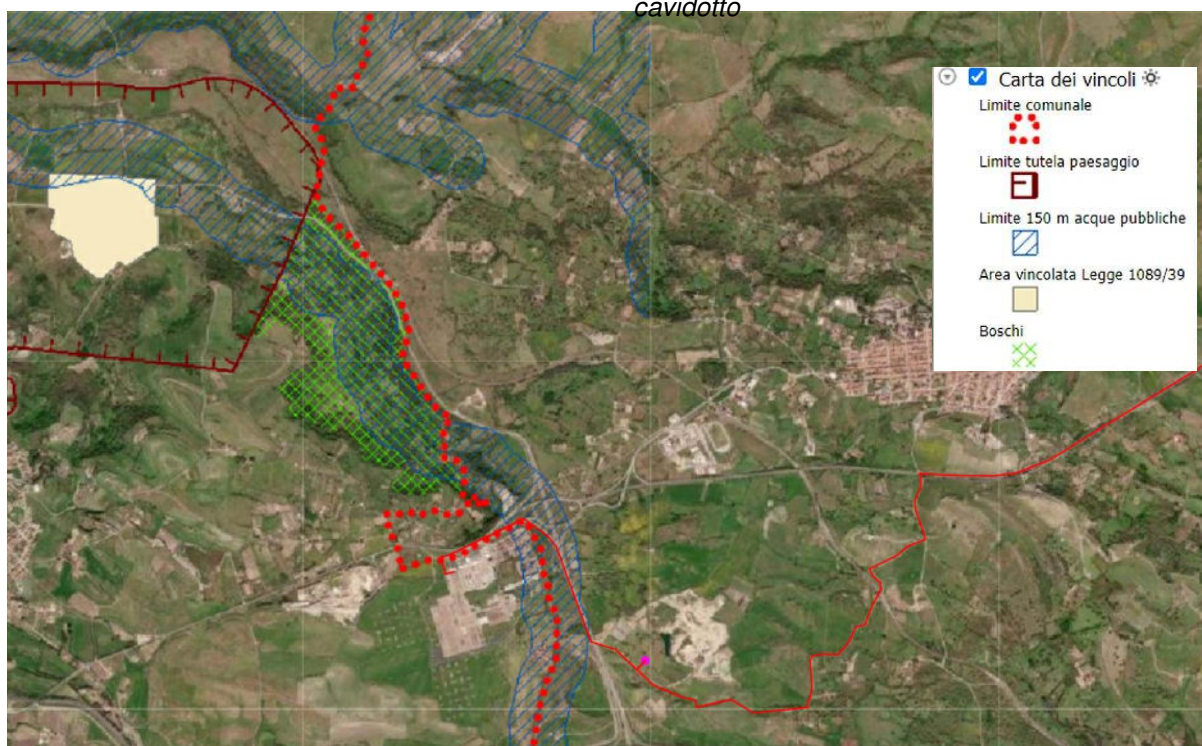 cavidotto
Carta dei vincoli
Limite comunale
Limite tutela paesaggio
Limite 150 m acque pubbliche
Area vincolata Legge 1089/39
Boschi